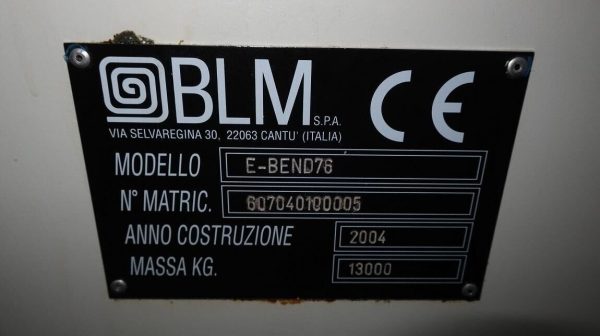 BLM S.P.A. CE
VIA SELVAREGINA 30, 22063 CANTU' (ITALIA)
MODELLO E-BEND76
N° MATRIC. 607040100005
ANNO COSTRUZIONE 2004
MASSA KG. 13000